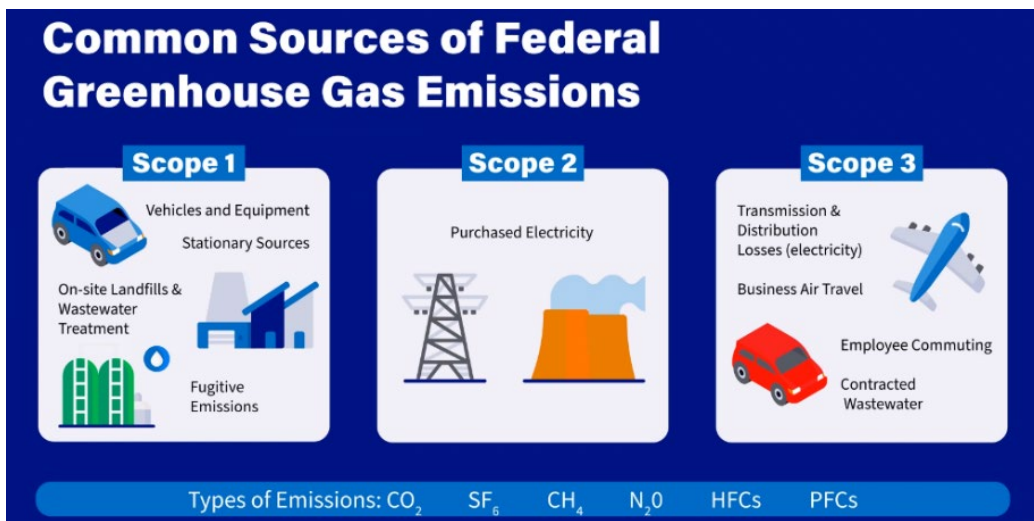 Common Sources of Federal
Greenhouse Gas Emissions
Scope 1
Vehicles and Equipment
Stationary Sources
On-site Landfills &
Wastewater
Treatment
Fugitive
Emissions
Scope 2
Purchased Electricity
Scope 3
Transmission &
Distribution
Losses (electricity)
Business Air Travel
Employee Commuting
Contracted
Wastewater
Types of Emissions: CO₂ SF₆ CH₄ N₂0 HFCs PFCs